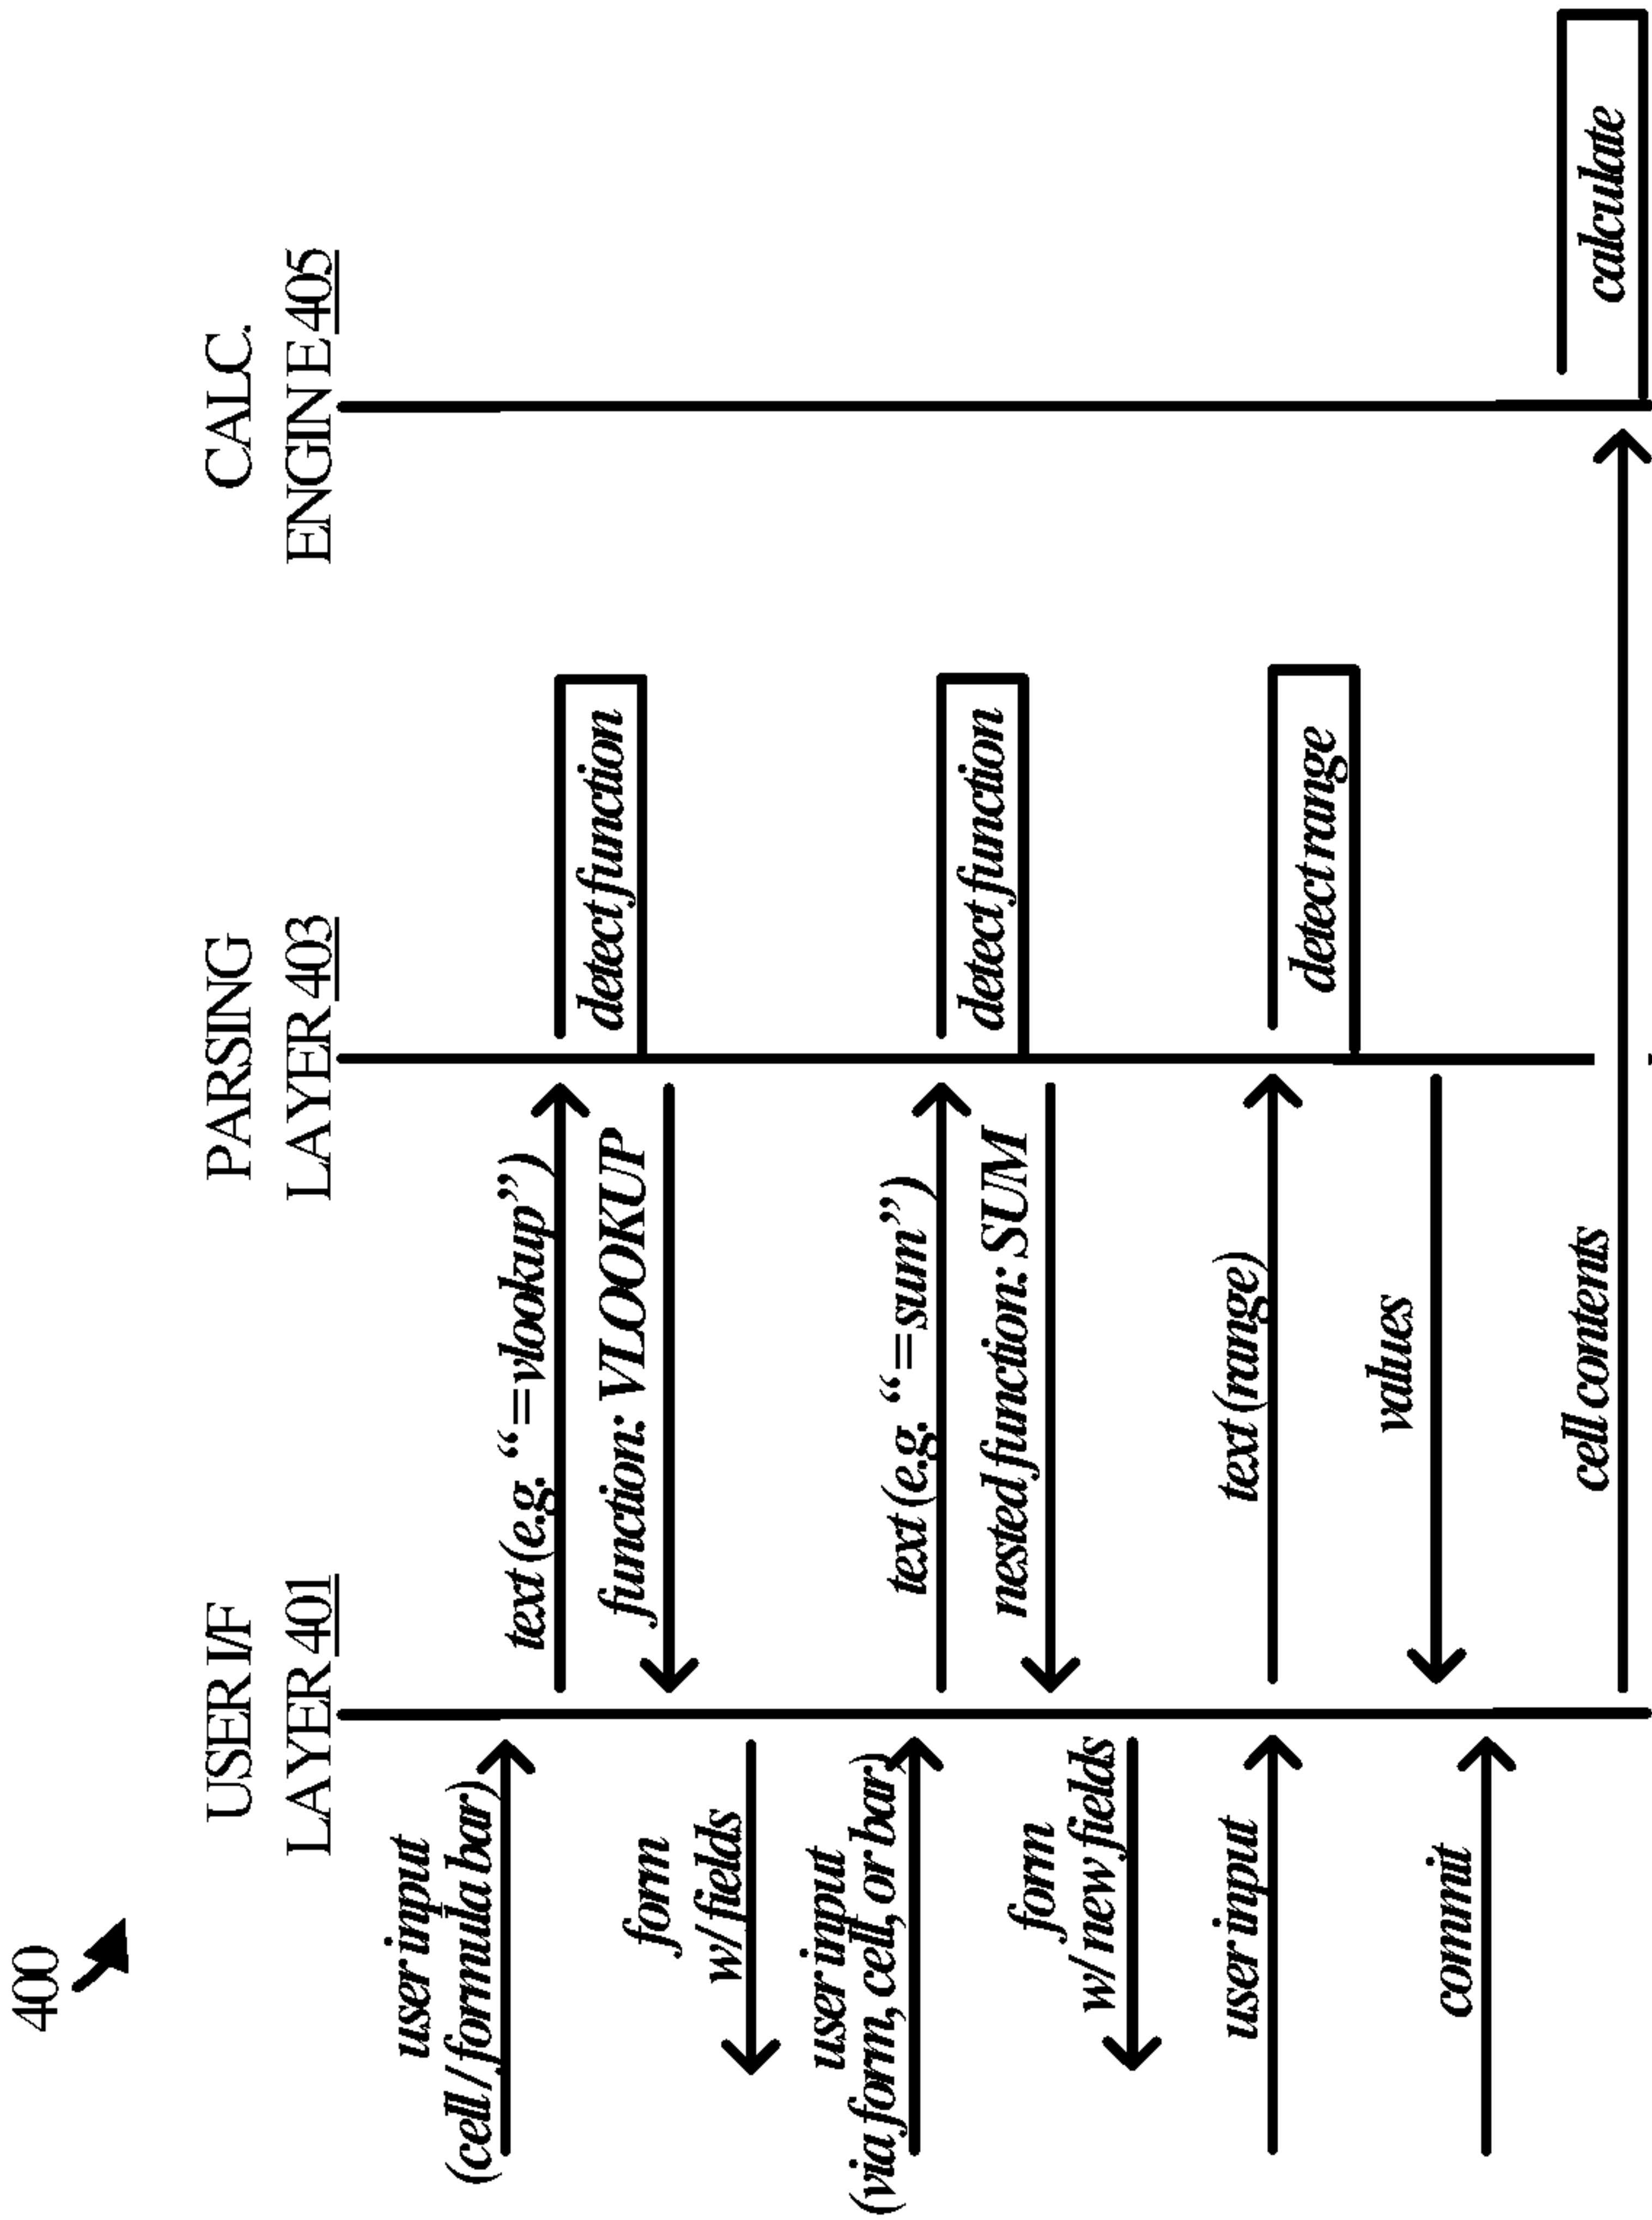 400
USER I/F
LAYER 401
PARSING
LAYER 403
CALC.
ENGINE 405
user input
(cell/formula bar)
text (e.g. “=vlookup”)
detect function
function: VLOOKUP
form
w/ fields
user input
(via form, cell, or bar)
text (e.g. “=sum”)
detect function
nested function: SUM
form
w/ new fields
user input
text (range)
detect range
values
commit
cell contents
calculate